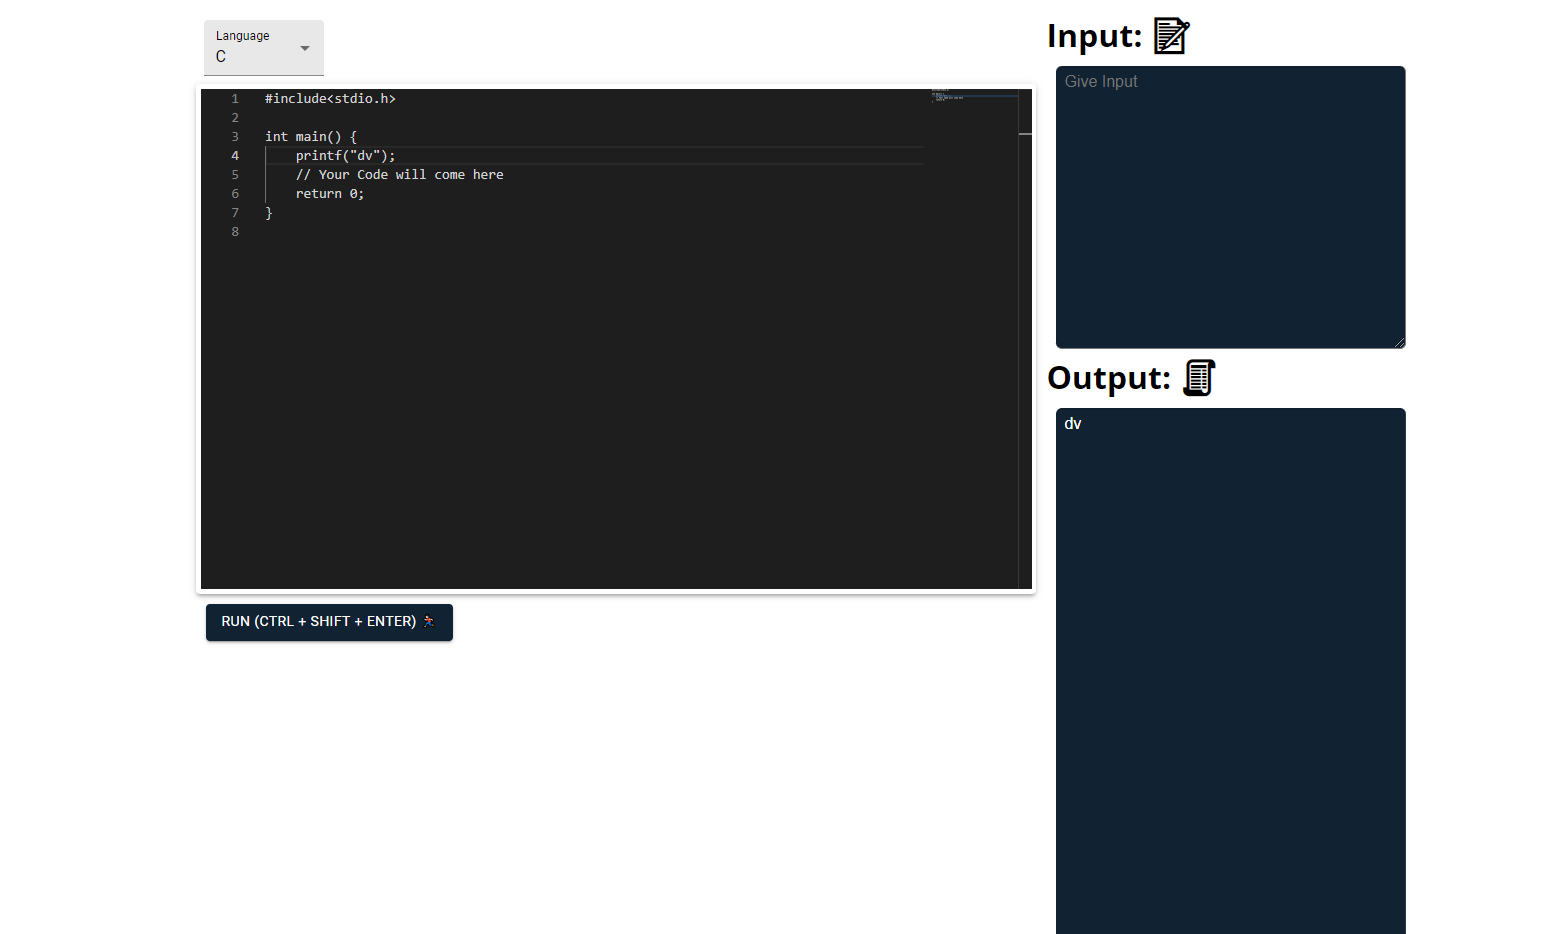 Language
C
1 #include<stdio.h>
2
3 int main() {
4     printf("dv");
5     // Your Code will come here
6     return 0;
7 }
8
RUN (CTRL + SHIFT + ENTER)
Input:
Give Input
Output:
dv